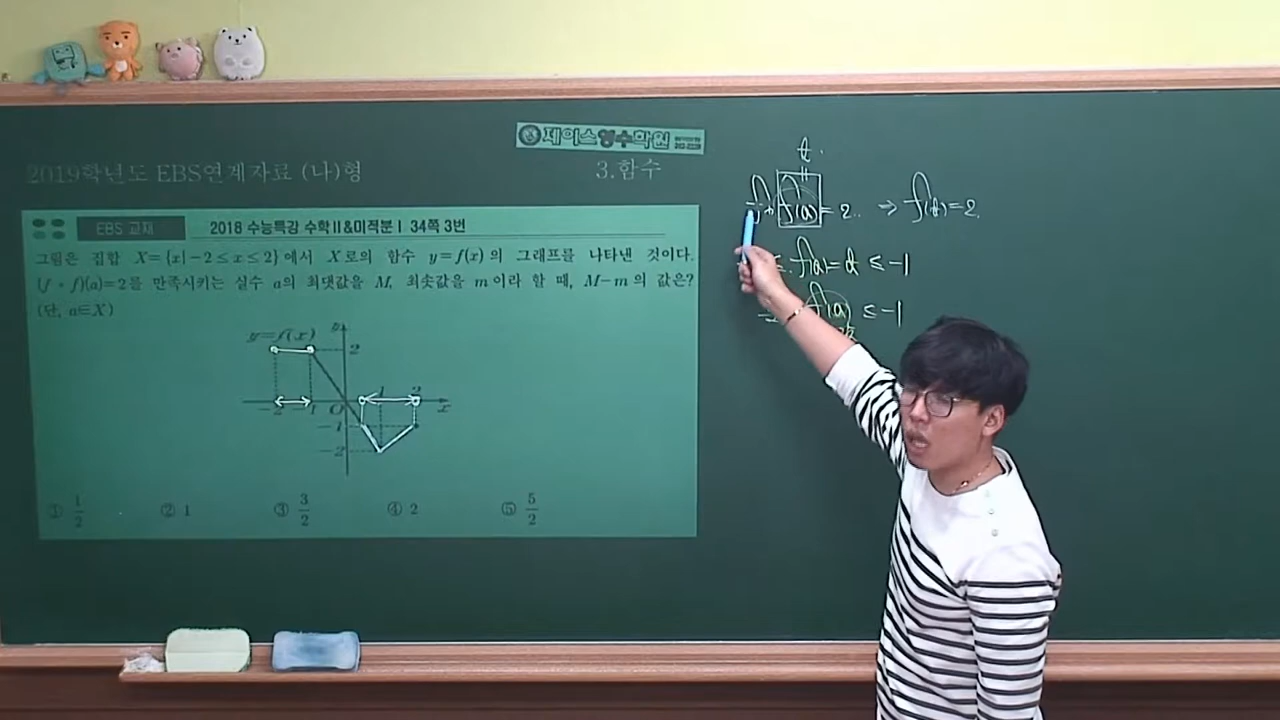 제이스영수학원
2019학년도 EBS연계자료 (나)형
3.함수
EBS 교재
2018 수능특강 수학Ⅱ&미적분Ⅰ 34쪽 3번
그림은 집합 X={x|-2≤x≤2}에서 X로의 함수 y=f(x)의 그래프를 나타낸 것이다.
(f∘f)(a)=2를 만족시키는 실수 a의 최댓값을 M, 최솟값을 m이라 할 때, M-m의 값은?
(단, a∈X)
y=f(x)
y
2
-2 -1 O 1 2 x
-1
-2
① 1/2 ② 1 ③ 3/2 ④ 2 ⑤ 5/2
t
f(a) = 2 ⇒ f(t)=2
f(a)=t ≤ -1
f(a) ≤ -1